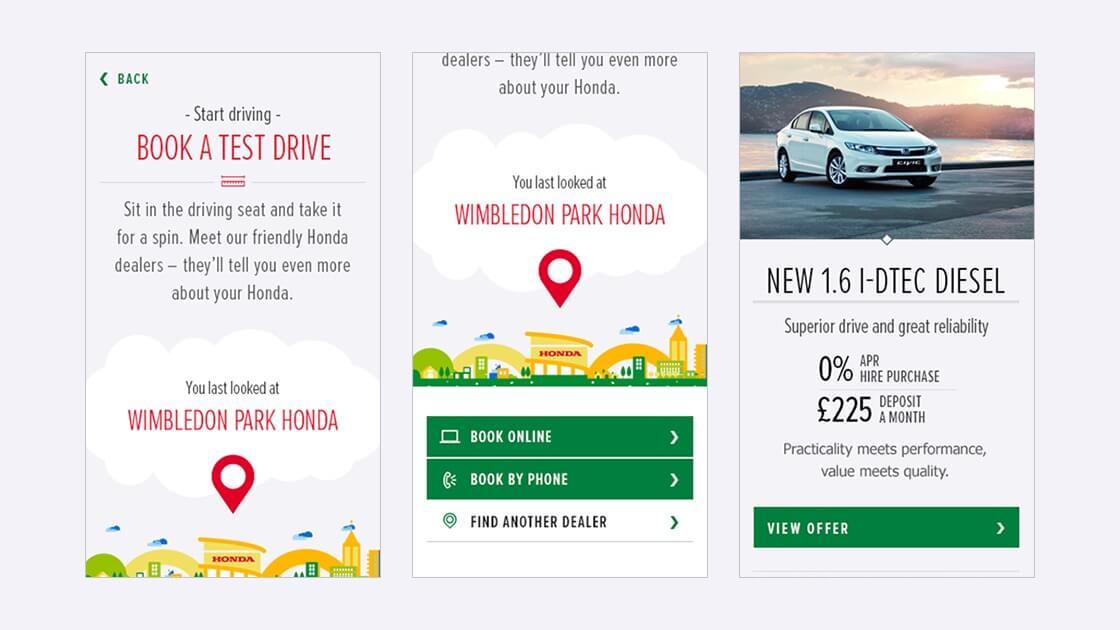 BACK
- Start driving -
BOOK A TEST DRIVE
Sit in the driving seat and take it
for a spin. Meet our friendly Honda
dealers – they'll tell you even more
about your Honda.
You last looked at
WIMBLEDON PARK HONDA
HONDA
dealers – they'll tell you even more
about your Honda.
You last looked at
WIMBLEDON PARK HONDA
HONDA
BOOK ONLINE
BOOK BY PHONE
FIND ANOTHER DEALER
CIVIC
NEW 1.6 I-DTEC DIESEL
Superior drive and great reliability
0% APR
HIRE PURCHASE
£225 DEPOSIT
A MONTH
Practicality meets performance,
value meets quality.
VIEW OFFER